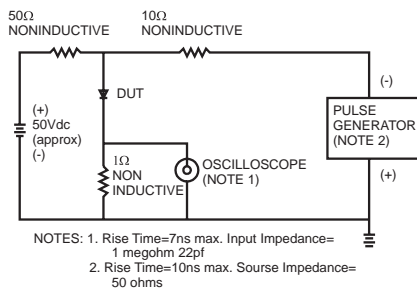 50Ω
NONINDUCTIVE
10Ω
NONINDUCTIVE
(+)
50Vdc
(approx)
(-)
DUT
1Ω
NON
INDUCTIVE
OSCILLOSCOPE
(NOTE 1)
(-)
PULSE
GENERATOR
(NOTE 2)
(+)
NOTES: 1. Rise Time=7ns max. Input Impedance=
1 megohm 22pf
2. Rise Time=10ns max. Sourse Impedance=
50 ohms